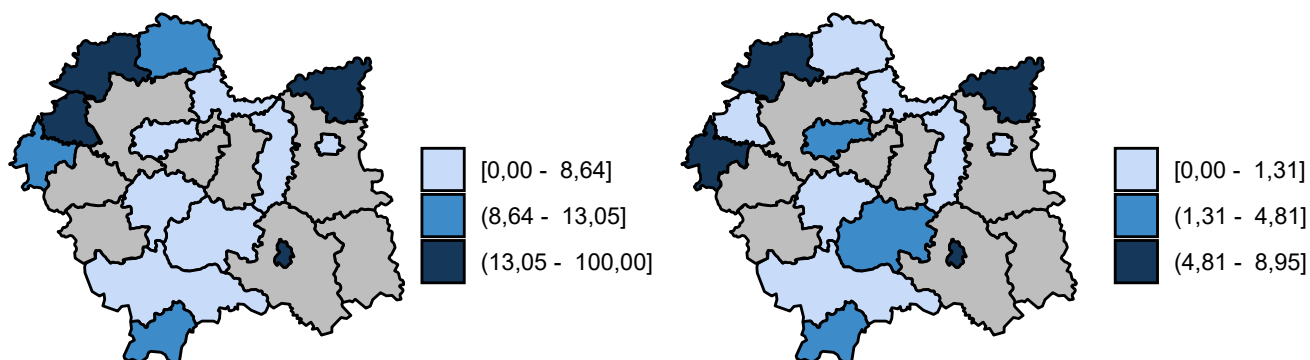 [0,00 - 8,64]
(8,64 - 13,05]
(13,05 - 100,00]
[0,00 - 1,31]
(1,31 - 4,81]
(4,81 - 8,95]